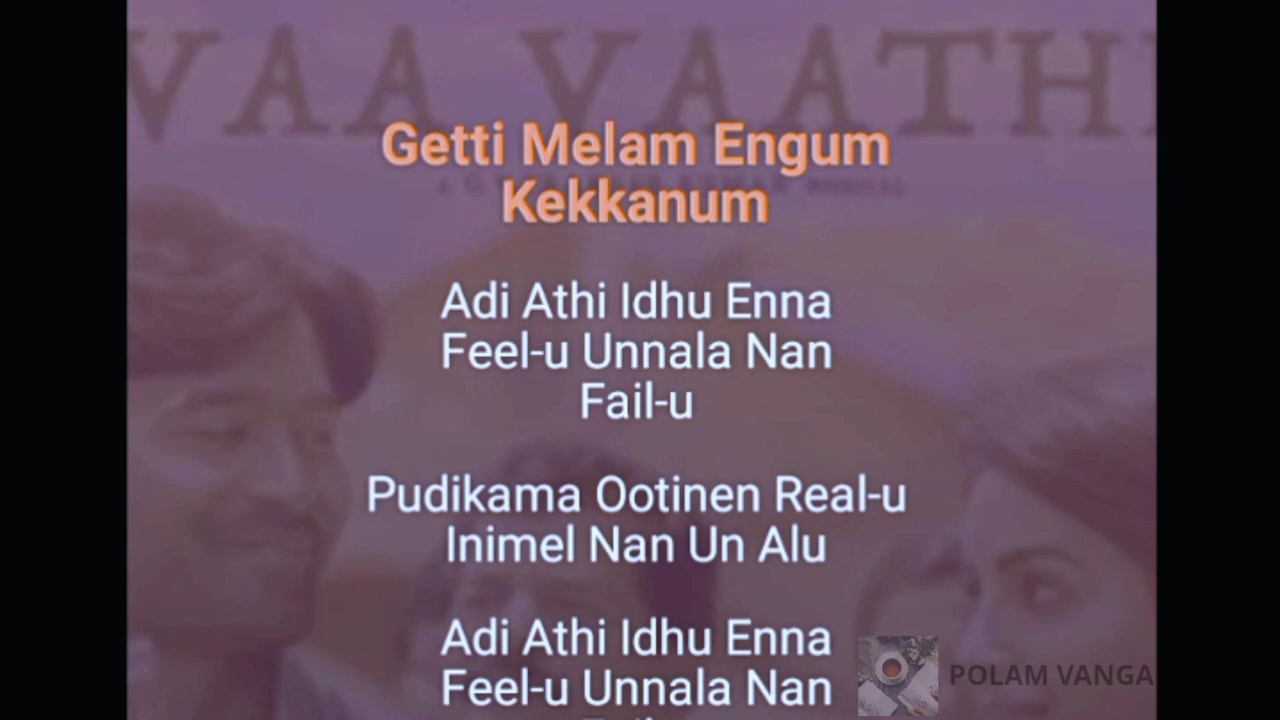 VAA VAATH
Getti Melam Engum
Kekkanum
Adi Athi Idhu Enna
Feel-u Unnala Nan
Fail-u
Pudikama Ootinen Real-u
Inimel Nan Un Alu
Adi Athi Idhu Enna
Feel-u Unnala Nan
POLAM VANGA